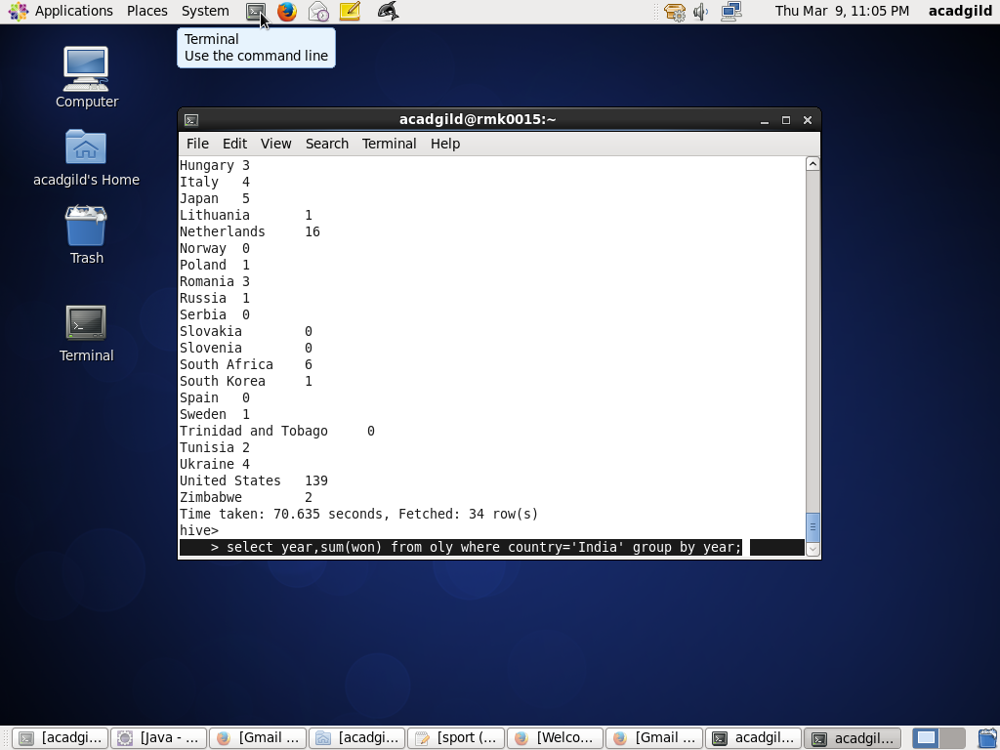 Applications Places System Thu Mar 9, 11:05 PM acadgild
Terminal
Use the command line
Computer
acadgild's Home
Trash
Terminal
acadgild@rmk0015:~
File Edit View Search Terminal Help
Hungary 3
Italy 4
Japan 5
Lithuania 1
Netherlands 16
Norway 0
Poland 1
Romania 3
Russia 1
Serbia 0
Slovakia 0
Slovenia 0
South Africa 6
South Korea 1
Spain 0
Sweden 1
Trinidad and Tobago 0
Tunisia 2
Ukraine 4
United States 139
Zimbabwe 2
Time taken: 70.635 seconds, Fetched: 34 row(s)
hive>
> select year,sum(won) from oly where country='India' group by year;
[acadgi... [Java - ... [Gmail ... [acadgi... [sport (... [Welco... [Gmail ... acadgil... acadgil...